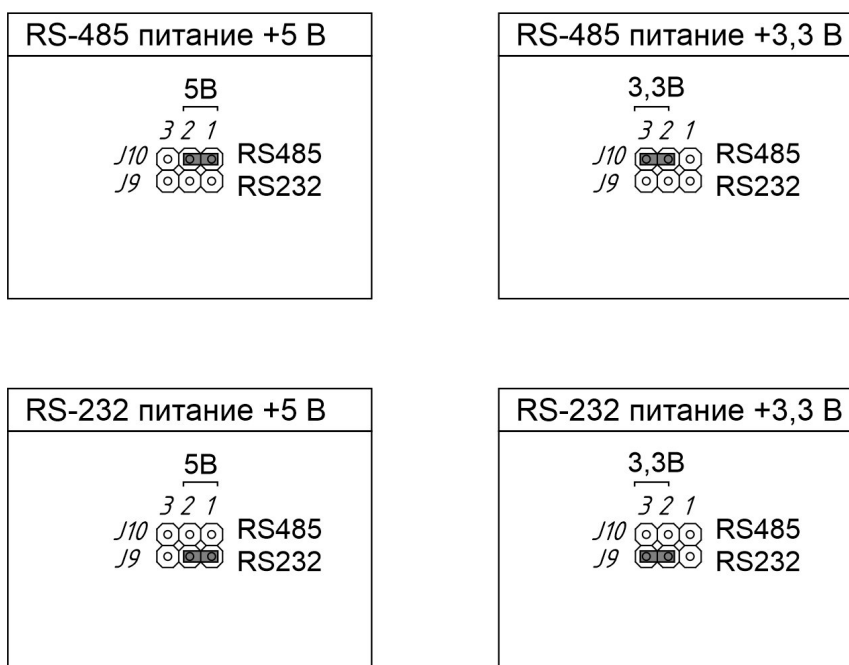 RS-485 питание +5 В
5В
3 2 1
J10 RS485
J9 RS232
RS-485 питание +3,3 В
3,3В
3 2 1
J10 RS485
J9 RS232
RS-232 питание +5 В
5В
3 2 1
J10 RS485
J9 RS232
RS-232 питание +3,3 В
3,3В
3 2 1
J10 RS485
J9 RS232